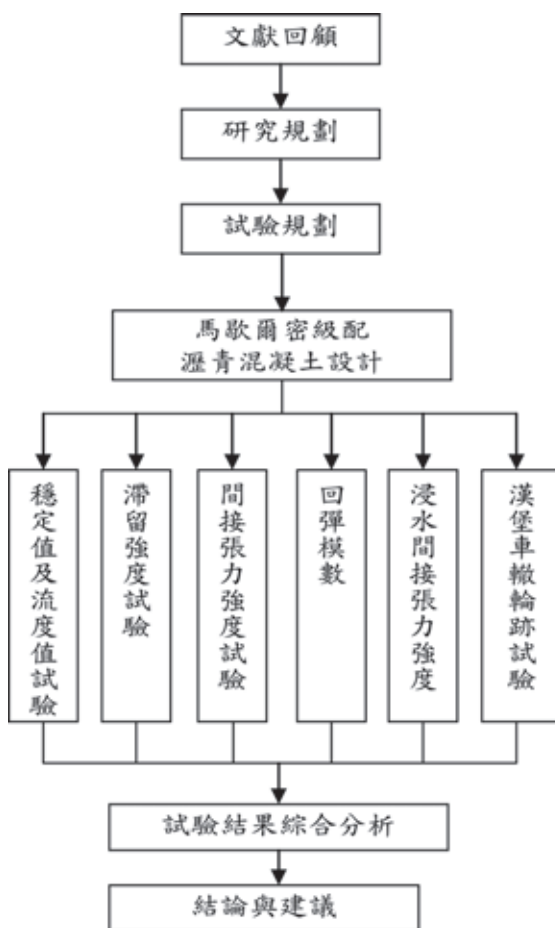 文獻回顧
研究規劃
試驗規劃
馬歇爾密級配
瀝青混凝土設計
穩定值及流度值試驗
滯留強度試驗
間接張力強度試驗
回彈模數
浸水間接張力強度
漢堡車轍輪跡試驗
試驗結果綜合分析
結論與建議